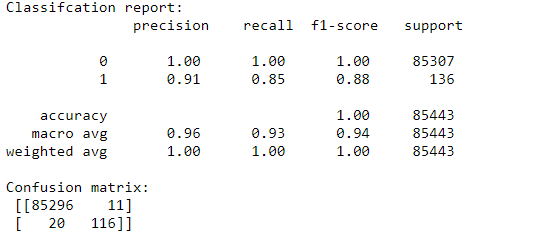 Classifcation report:
precision recall f1-score support
0 1.00 1.00 1.00 85307
1 0.91 0.85 0.88 136
accuracy 1.00 85443
macro avg 0.96 0.93 0.94 85443
weighted avg 1.00 1.00 1.00 85443
Confusion matrix:
[[85296 11]
[ 20 116]]